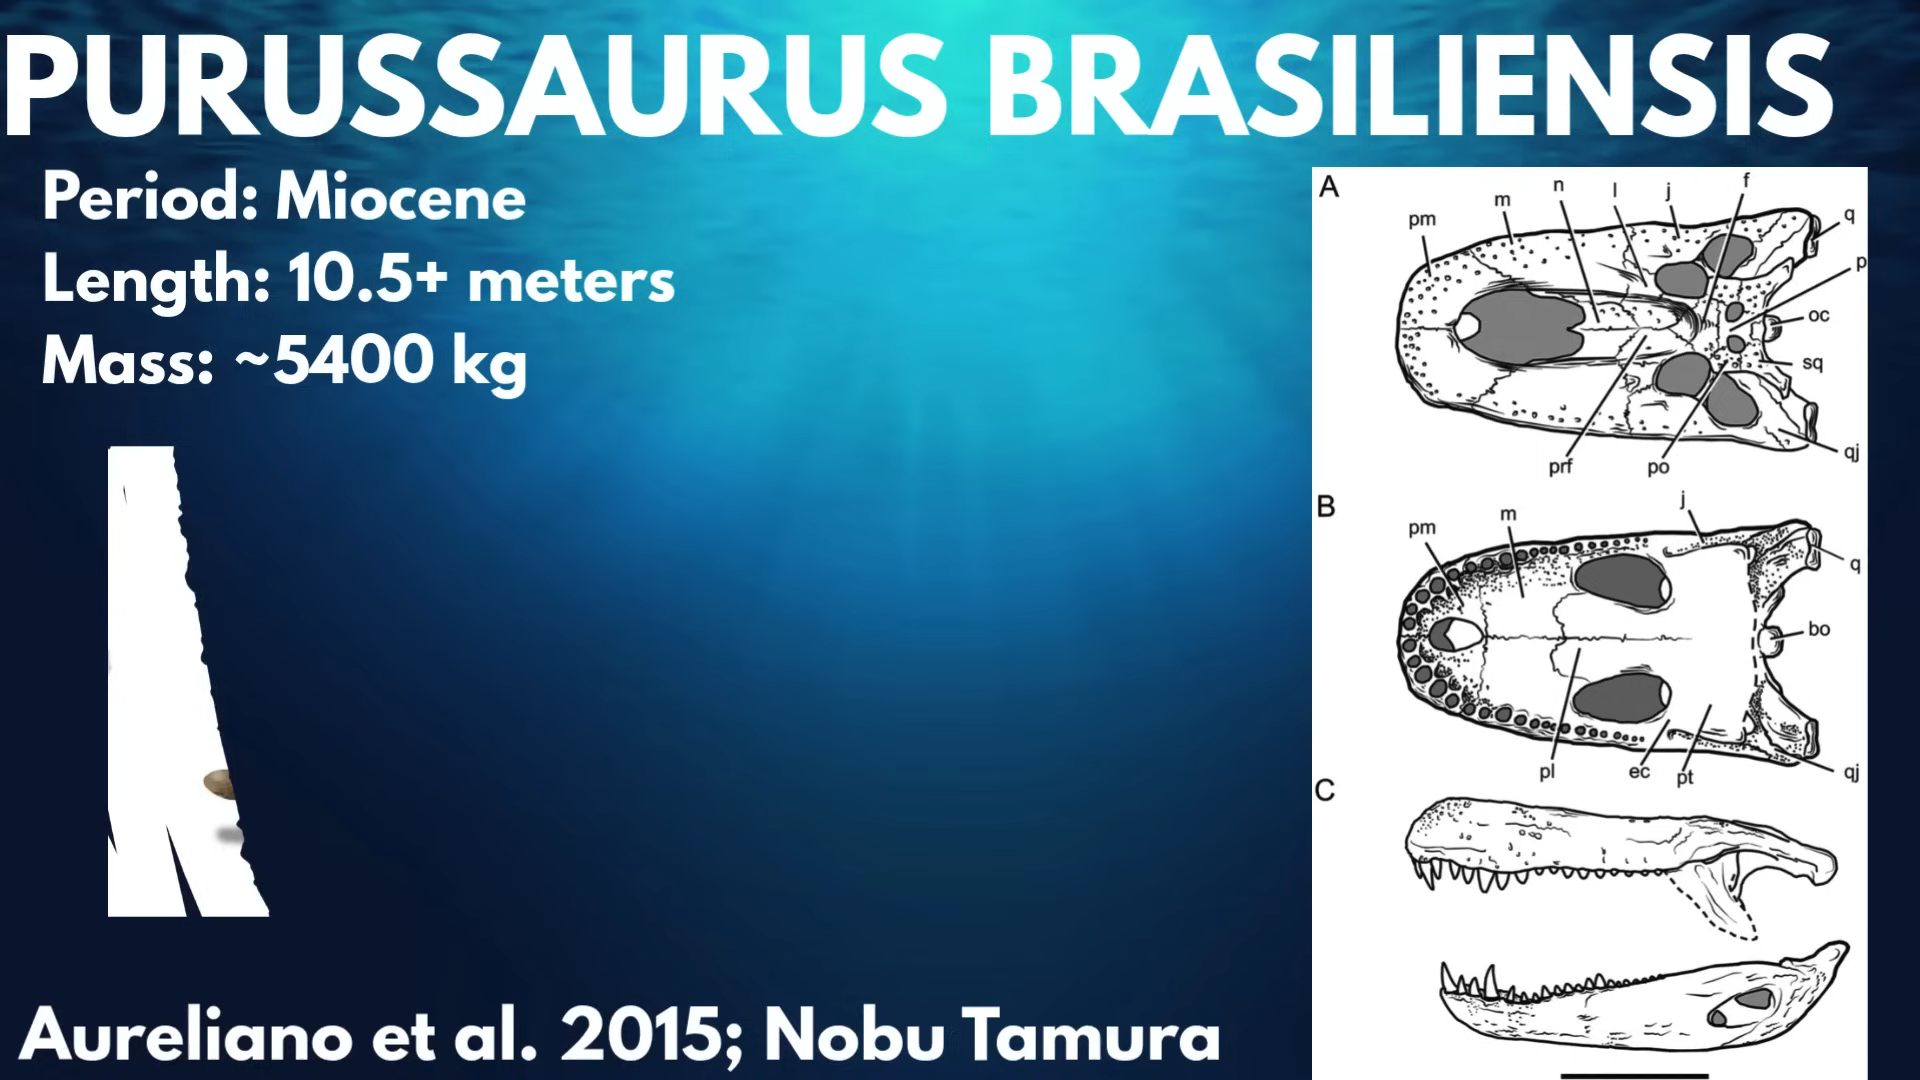 PURUSSAURUS BRASILIENSIS
Period: Miocene
Length: 10.5+ meters
Mass: ~5400 kg
A
pm
m
n
l
j
f
q
p
oc
sq
qj
prf
po
B
pm
m
j
q
bo
pl
ec
pt
qj
C
Aureliano et al. 2015; Nobu Tamura